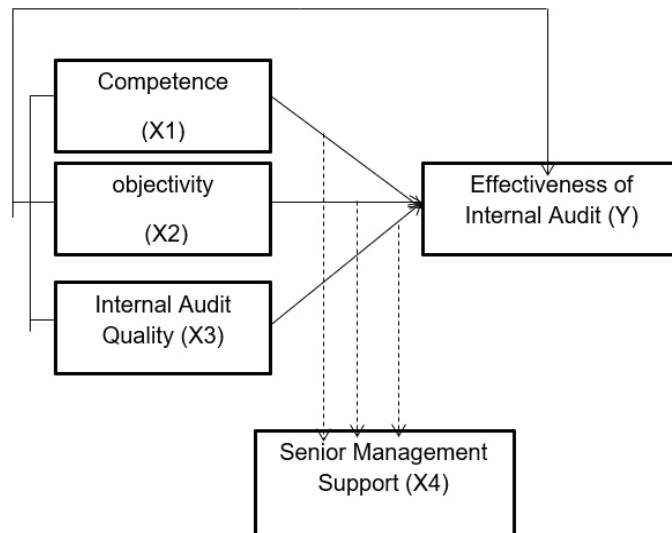 Competence
(X1)
objectivity
(X2)
Internal Audit
Quality (X3)
Effectiveness of
Internal Audit (Y)
Senior Management
Support (X4)